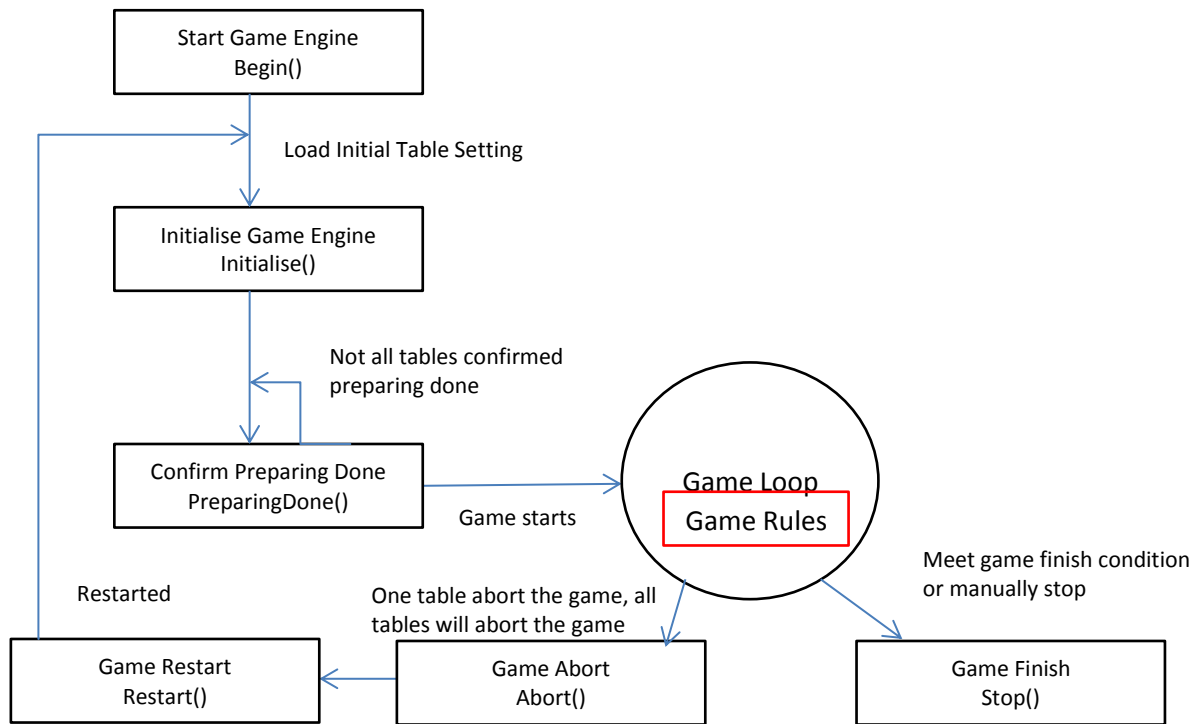 Start Game Engine
Begin()
Load Initial Table Setting
Initialise Game Engine
Initialise()
Not all tables confirmed
preparing done
Confirm Preparing Done
PreparingDone()
Game starts
Game Loop
Game Rules
Meet game finish condition
or manually stop
Restarted
One table abort the game, all
tables will abort the game
Game Restart
Restart()
Game Abort
Abort()
Game Finish
Stop()